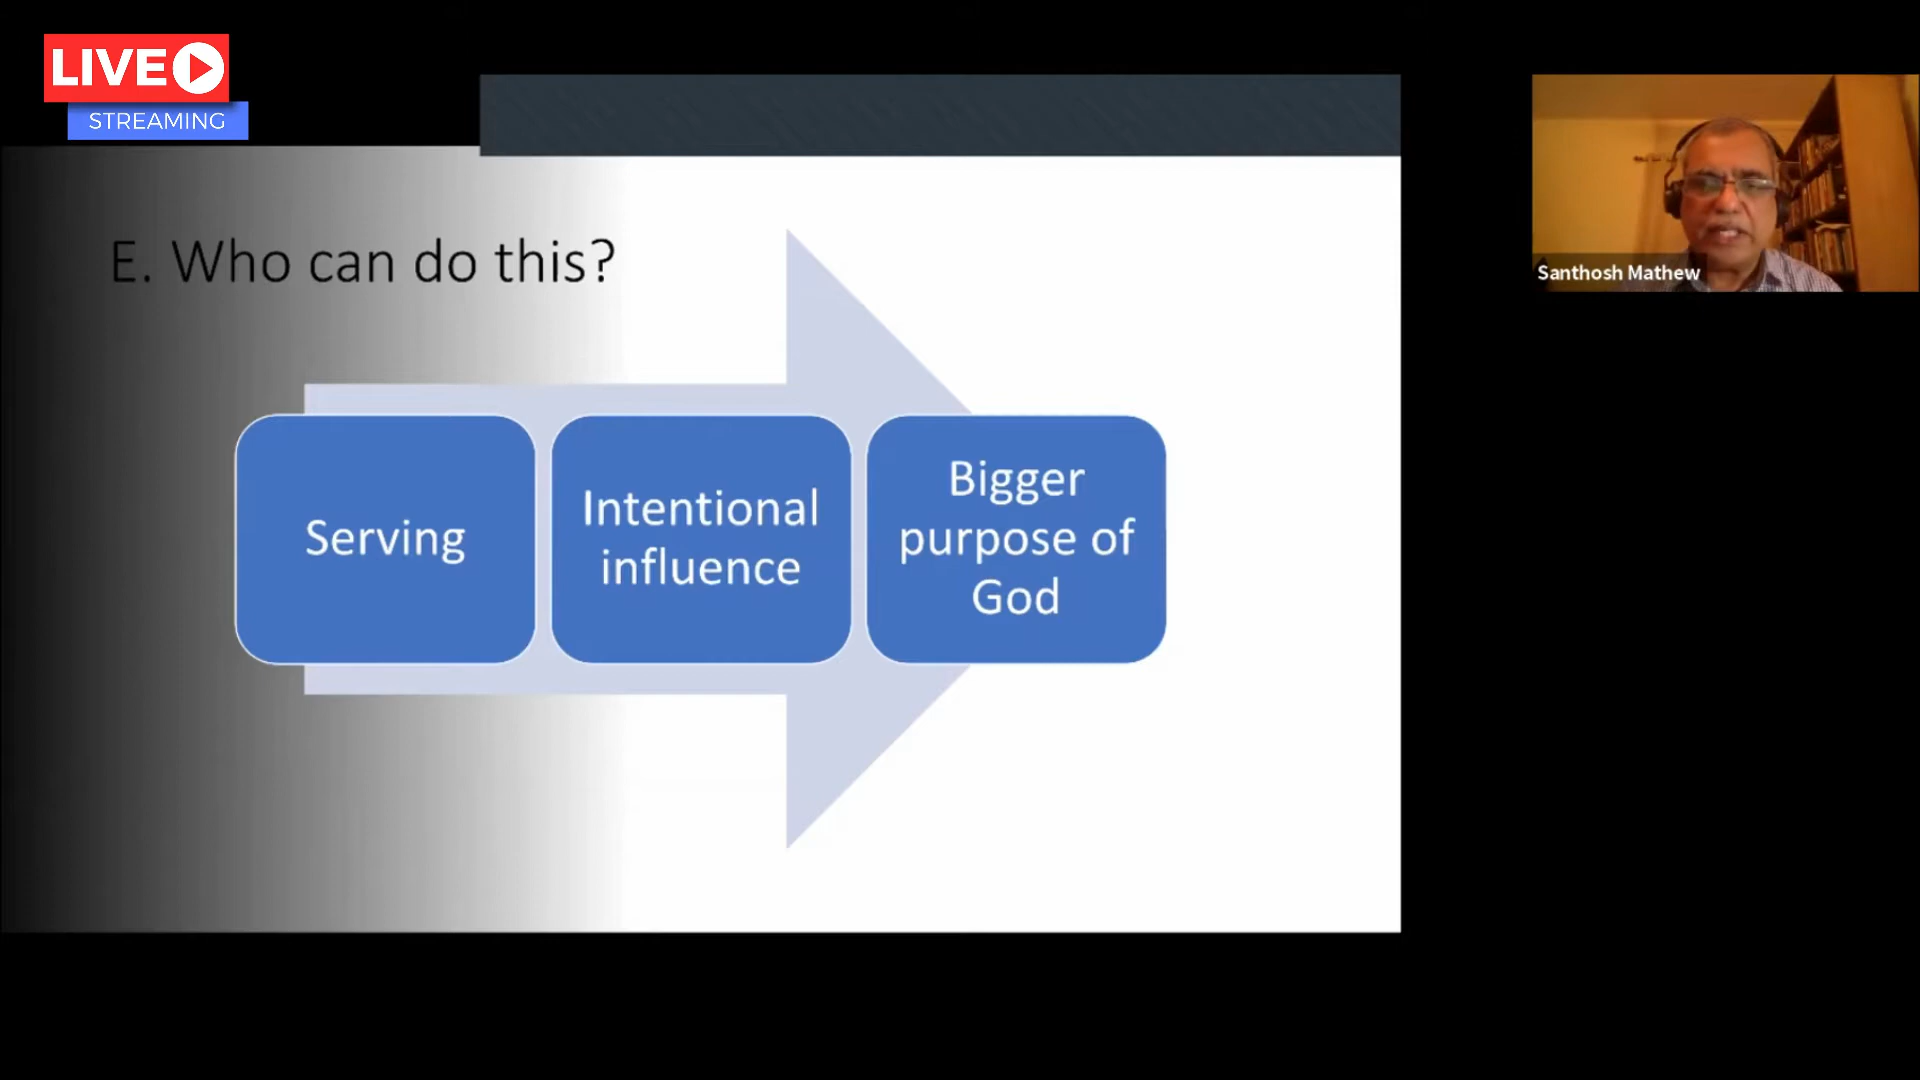 LIVE
STREAMING
E. Who can do this?
Serving
Intentional
influence
Bigger
purpose of
God
Santhosh Mathew